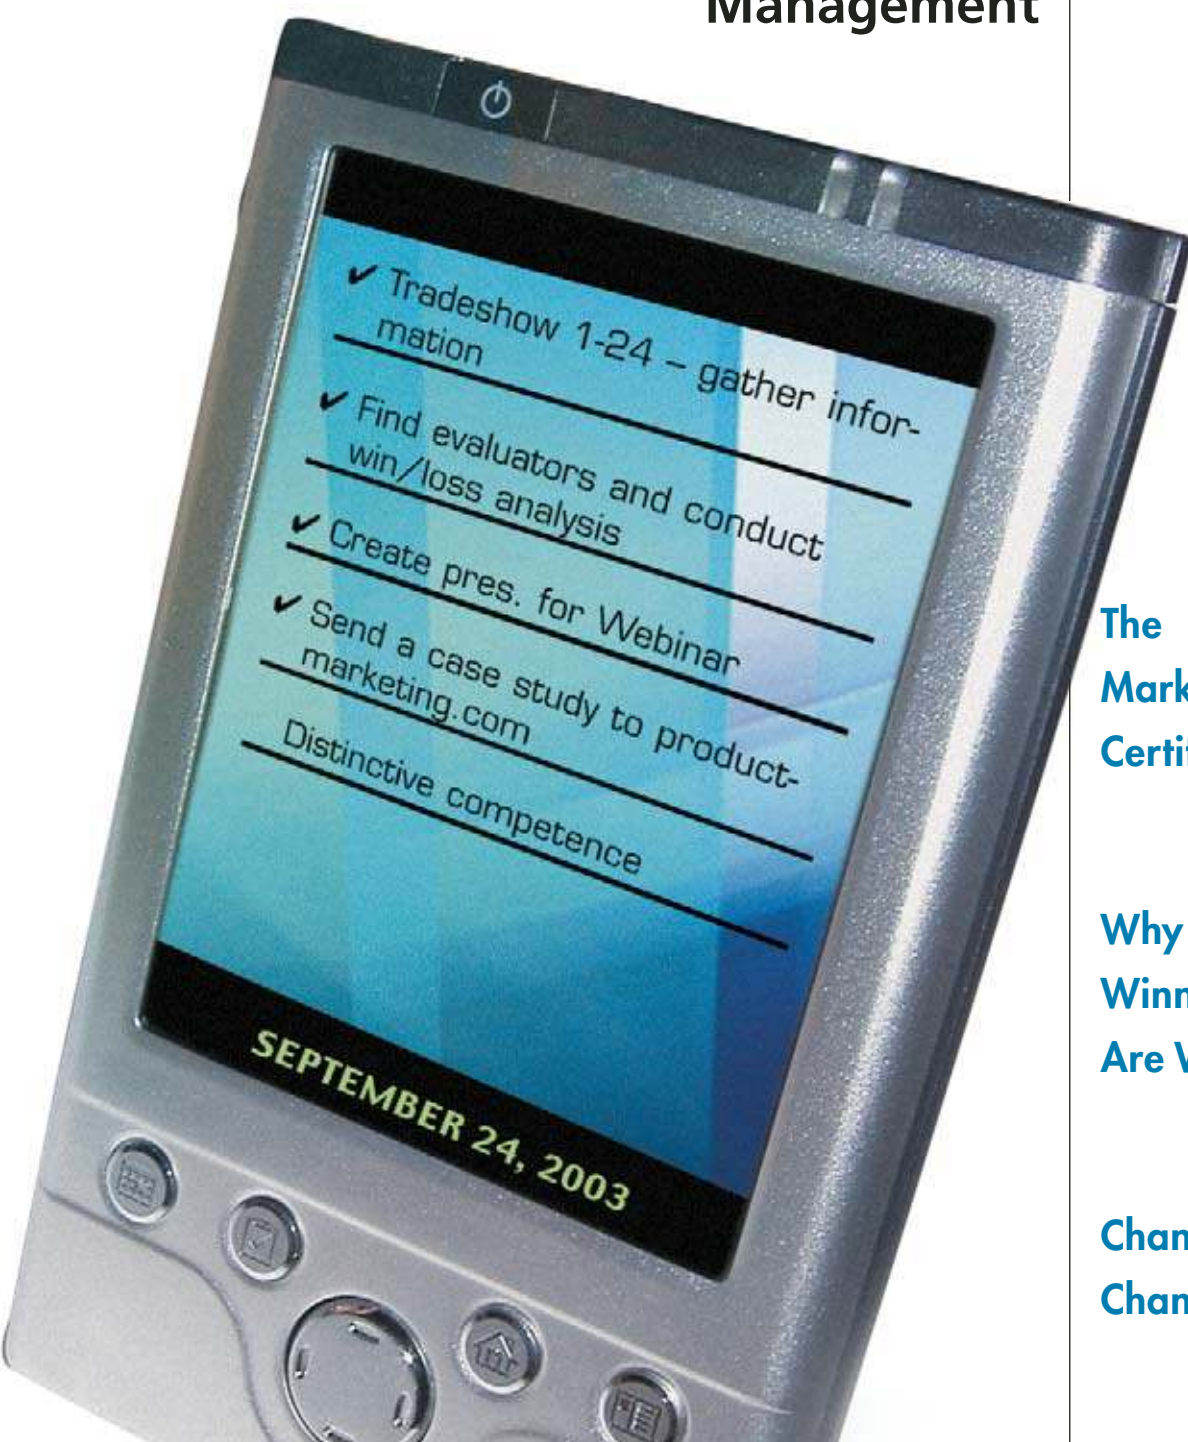 Management
✔ Tradeshow 1-24 – gather infor-
mation
✔ Find evaluators and conduct
win/loss analysis
✔ Create pres. for Webinar
✔ Send a case study to product-
marketing.com
Distinctive competence
SEPTEMBER 24, 2003
The
Mark
Certif
Why
Winn
Are
Chan
Chan